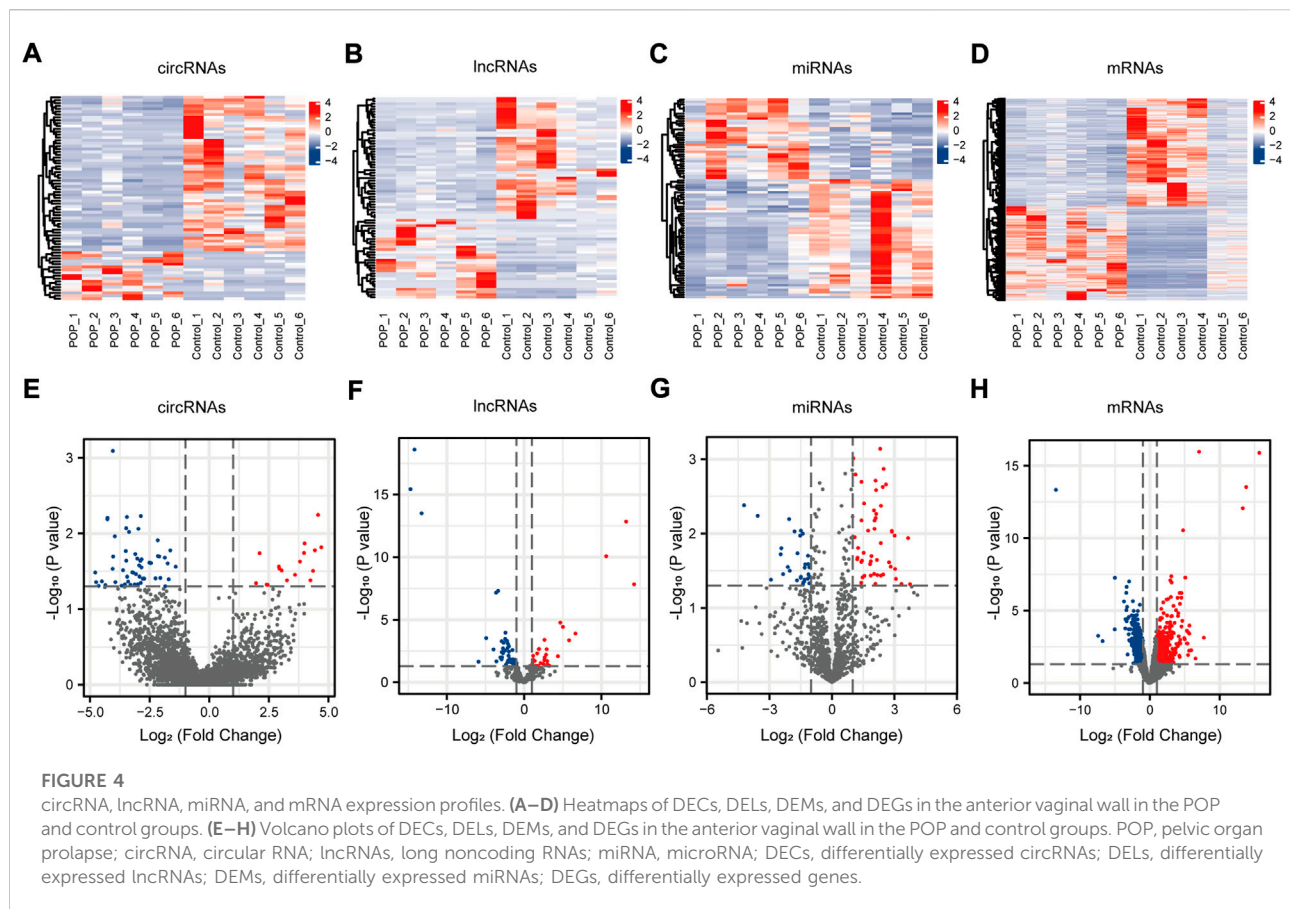 A
circRNAs
4
2
0
−2
−4
POP_1
POP_2
POP_3
POP_4
POP_5
POP_6
Control_1
Control_2
Control_3
Control_4
Control_5
Control_6
B
lncRNAs
4
2
0
−2
−4
POP_1
POP_2
POP_3
POP_4
POP_5
POP_6
Control_1
Control_2
Control_3
Control_4
Control_5
Control_6
C
miRNAs
4
2
0
−2
−4
POP_1
POP_2
POP_3
POP_4
POP_5
POP_6
Control_1
Control_2
Control_3
Control_4
Control_5
Control_6
D
mRNAs
4
2
0
−2
−4
POP_1
POP_2
POP_3
POP_4
POP_5
POP_6
Control_1
Control_2
Control_3
Control_4
Control_5
Control_6
E
circRNAs
-Log₁₀ (P value)
3
2
1
0
−5.0
−2.5
0.0
2.5
5.0
Log₂ (Fold Change)
F
lncRNAs
-Log₁₀ (P value)
15
10
5
0
−10
0
10
Log₂ (Fold Change)
G
miRNAs
-Log₁₀ (P value)
3
2
1
0
−6
−3
0
3
6
Log₂ (Fold Change)
H
mRNAs
-Log₁₀ (P value)
15
10
5
0
−10
0
10
Log₂ (Fold Change)
FIGURE 4
circRNA, lncRNA, miRNA, and mRNA expression profiles. (A–D) Heatmaps of DECs, DELs, DEMs, and DEGs in the anterior vaginal wall in the POP
and control groups. (E–H) Volcano plots of DECs, DELs, DEMs, and DEGs in the anterior vaginal wall in the POP and control groups. POP, pelvic organ
prolapse; circRNA, circular RNA; lncRNAs, long noncoding RNAs; miRNA, microRNA; DECs, differentially expressed circRNAs; DELs, differentially
expressed lncRNAs; DEMs, differentially expressed miRNAs; DEGs, differentially expressed genes.